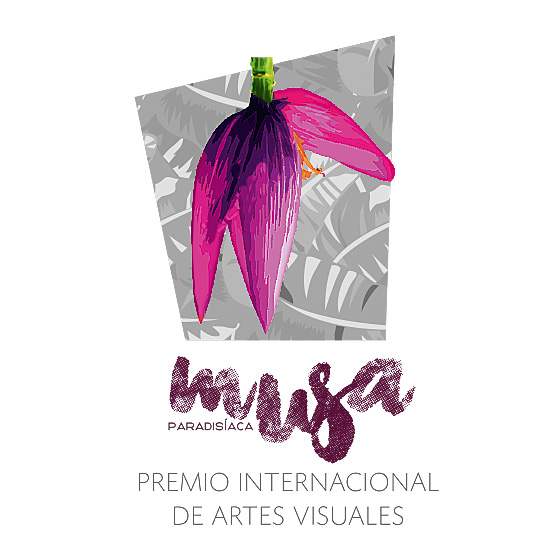 musa
PARADISÍACA
PREMIO INTERNACIONAL
DE ARTES VISUALES